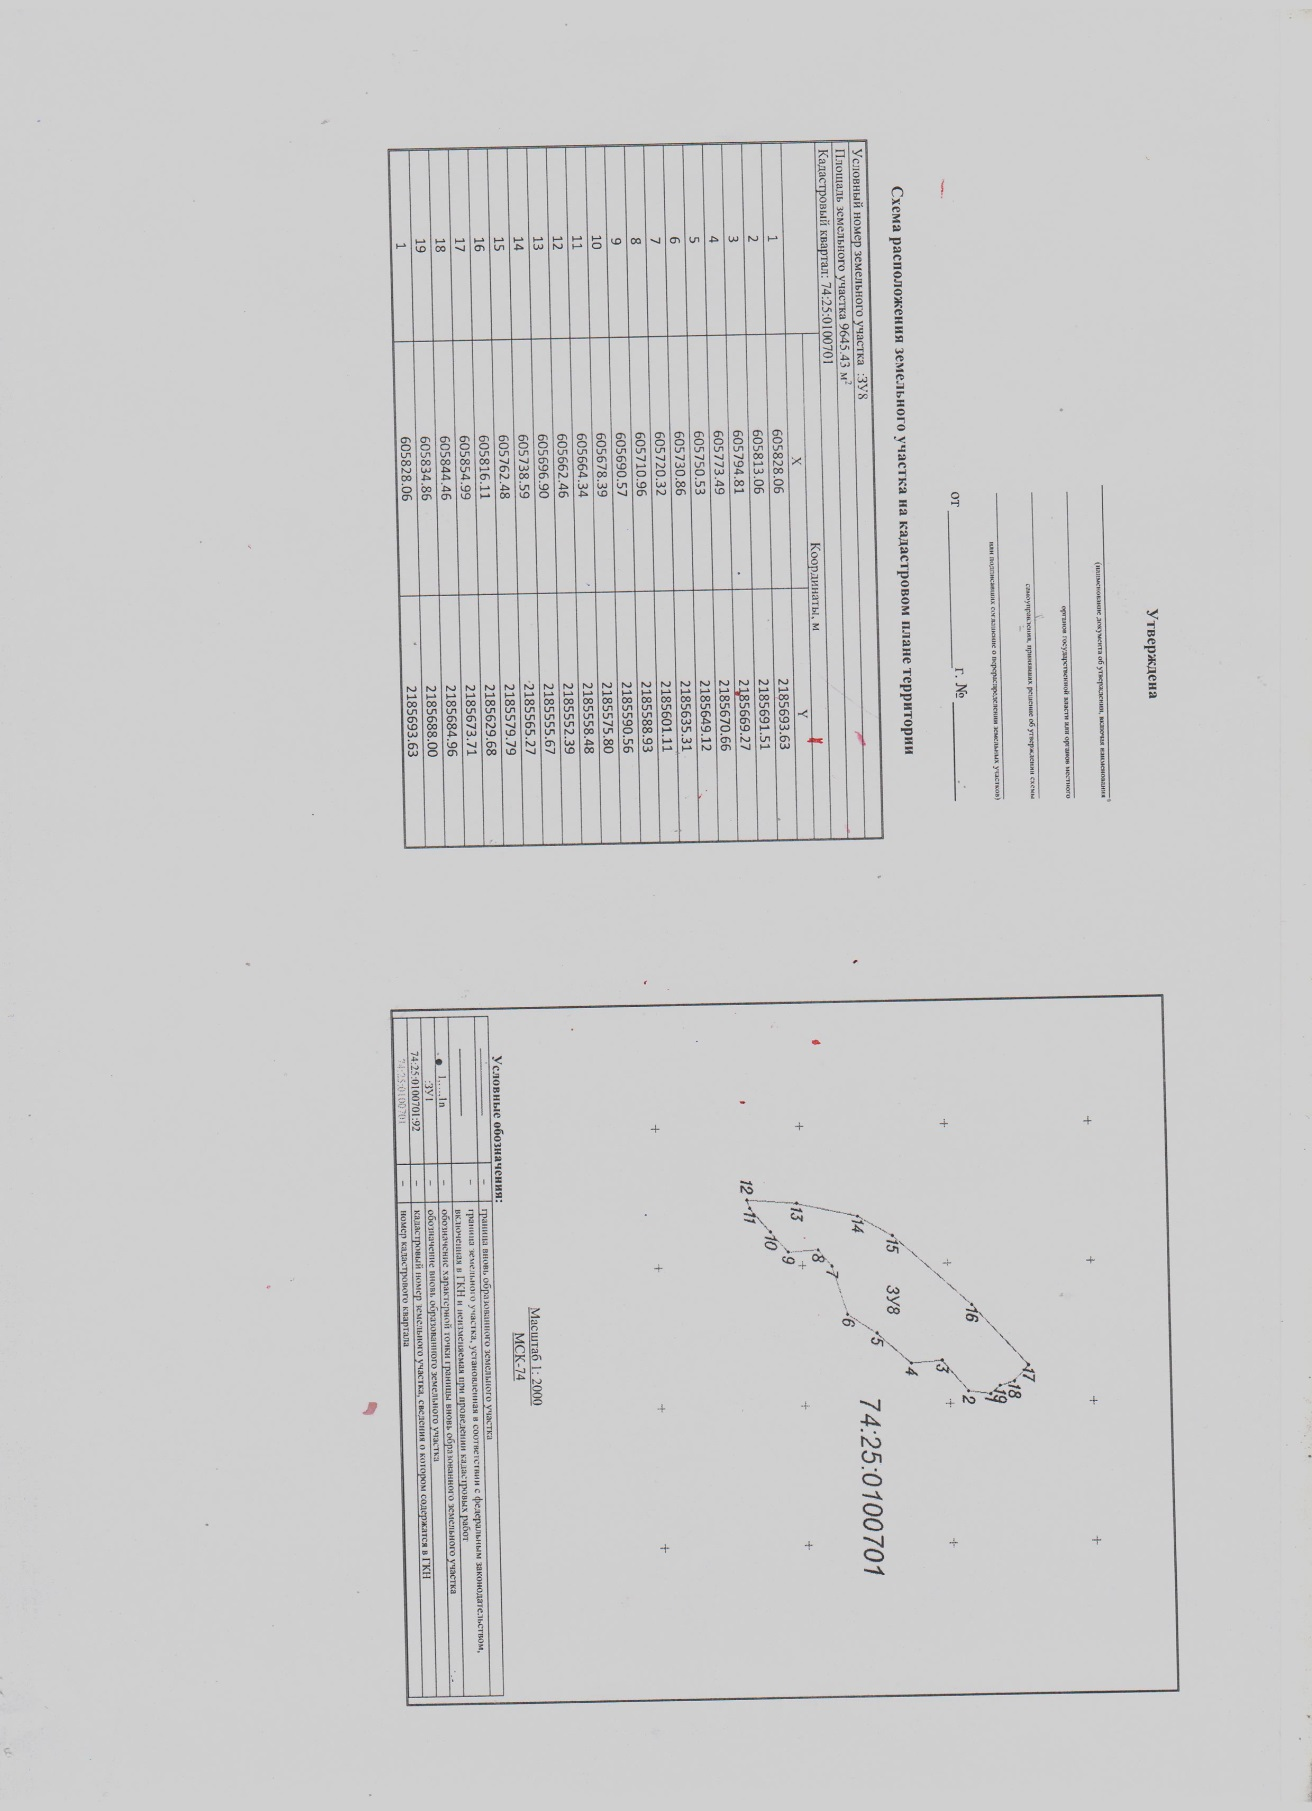 Утверждена
(наименование документа об утверждении, включая наименования
органов государственной власти или органов местного
самоуправления, принявших решение об утверждении схемы
или подписавших соглашение о перераспределении земельных участков)
от г. №
Схема расположения земельного участка на кадастровом плане территории
Условный номер земельного участка :ЗУ8
Площадь земельного участка 9645.43 м²
Кадастровый квартал: 74:25:0100701
Координаты, м
X Y
1 605828.06 2185693.63
2 605813.06 2185691.51
3 605794.81 2185669.27
4 605773.49 2185670.66
5 605750.53 2185649.12
6 605730.86 2185635.31
7 605720.32 2185601.11
8 605710.96 2185588.93
9 605690.57 2185590.56
10 605678.39 2185575.80
11 605664.34 2185558.48
12 605662.46 2185552.39
13 605696.90 2185555.67
14 605738.59 2185565.27
15 605762.48 2185579.79
16 605816.11 2185629.68
17 605854.99 2185673.71
18 605844.46 2185684.96
19 605834.86 2185688.00
1 605828.06 2185693.63
17
18
19
1
2
16
3
4
15
ЗУ8
5
74:25:0100701
14
6
7
8
13
9
10
11
12
Масштаб 1: 2000
МСК-74
Условные обозначения:
– граница вновь образованного земельного участка
– граница земельного участка, установленная в соответствии с федеральным законодательством,
включенная в ГКН и неизменяемая при проведении кадастровых работ
● 1,...,1n – обозначение характерной точки границы вновь образованного земельного участка
:ЗУ1 – обозначение вновь образованного земельного участка
74:25:0100701:92 – кадастровый номер земельного участка, сведения о котором содержатся в ГКН
74:25:0100701 – номер кадастрового квартала